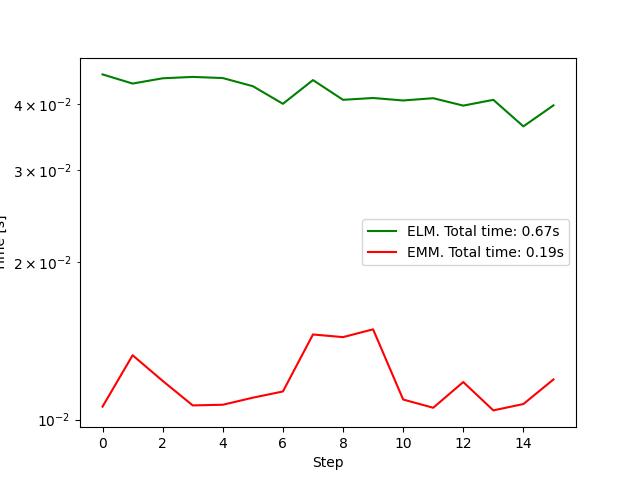 4 × 10⁻²
3 × 10⁻²
2 × 10⁻²
10⁻²
ELM. Total time: 0.67s
EMM. Total time: 0.19s
0 2 4 6 8 10 12 14
Step